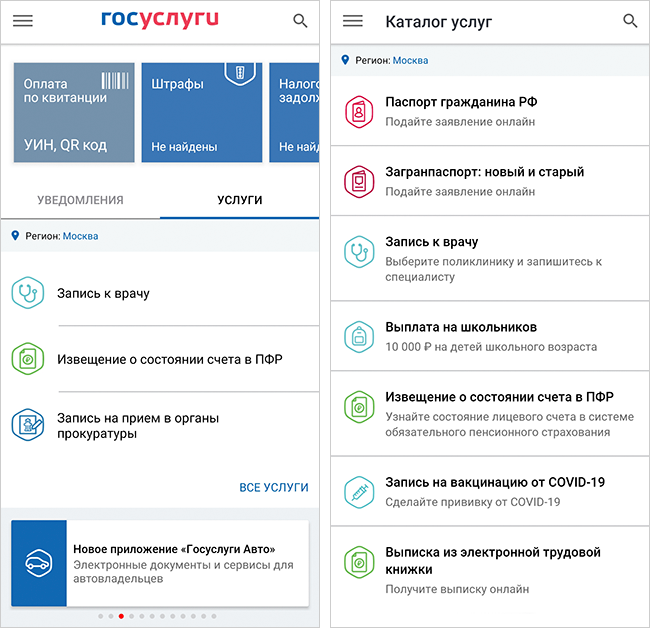 госуслуги
Оплата
по квитанции
УИН, QR код
Штрафы
Не найдены
Налого
задолж
Не найд
УВЕДОМЛЕНИЯ
УСЛУГИ
Регион: Москва
Запись к врачу
Извещение о состоянии счета в ПФР
Запись на прием в органы
прокуратуры
ВСЕ УСЛУГИ
Новое приложение «Госуслуги Авто»
Электронные документы и сервисы для
автовладельцев
Каталог услуг
Регион: Москва
Паспорт гражданина РФ
Подайте заявление онлайн
Загранпаспорт: новый и старый
Подайте заявление онлайн
Запись к врачу
Выберите поликлинику и запишитесь к
специалисту
Выплата на школьников
10 000 ₽ на детей школьного возраста
Извещение о состоянии счета в ПФР
Узнайте состояние лицевого счета в системе
обязательного пенсионного страхования
Запись на вакцинацию от COVID-19
Сделайте прививку от COVID-19
Выписка из электронной трудовой
книжки
Получите выписку онлайн